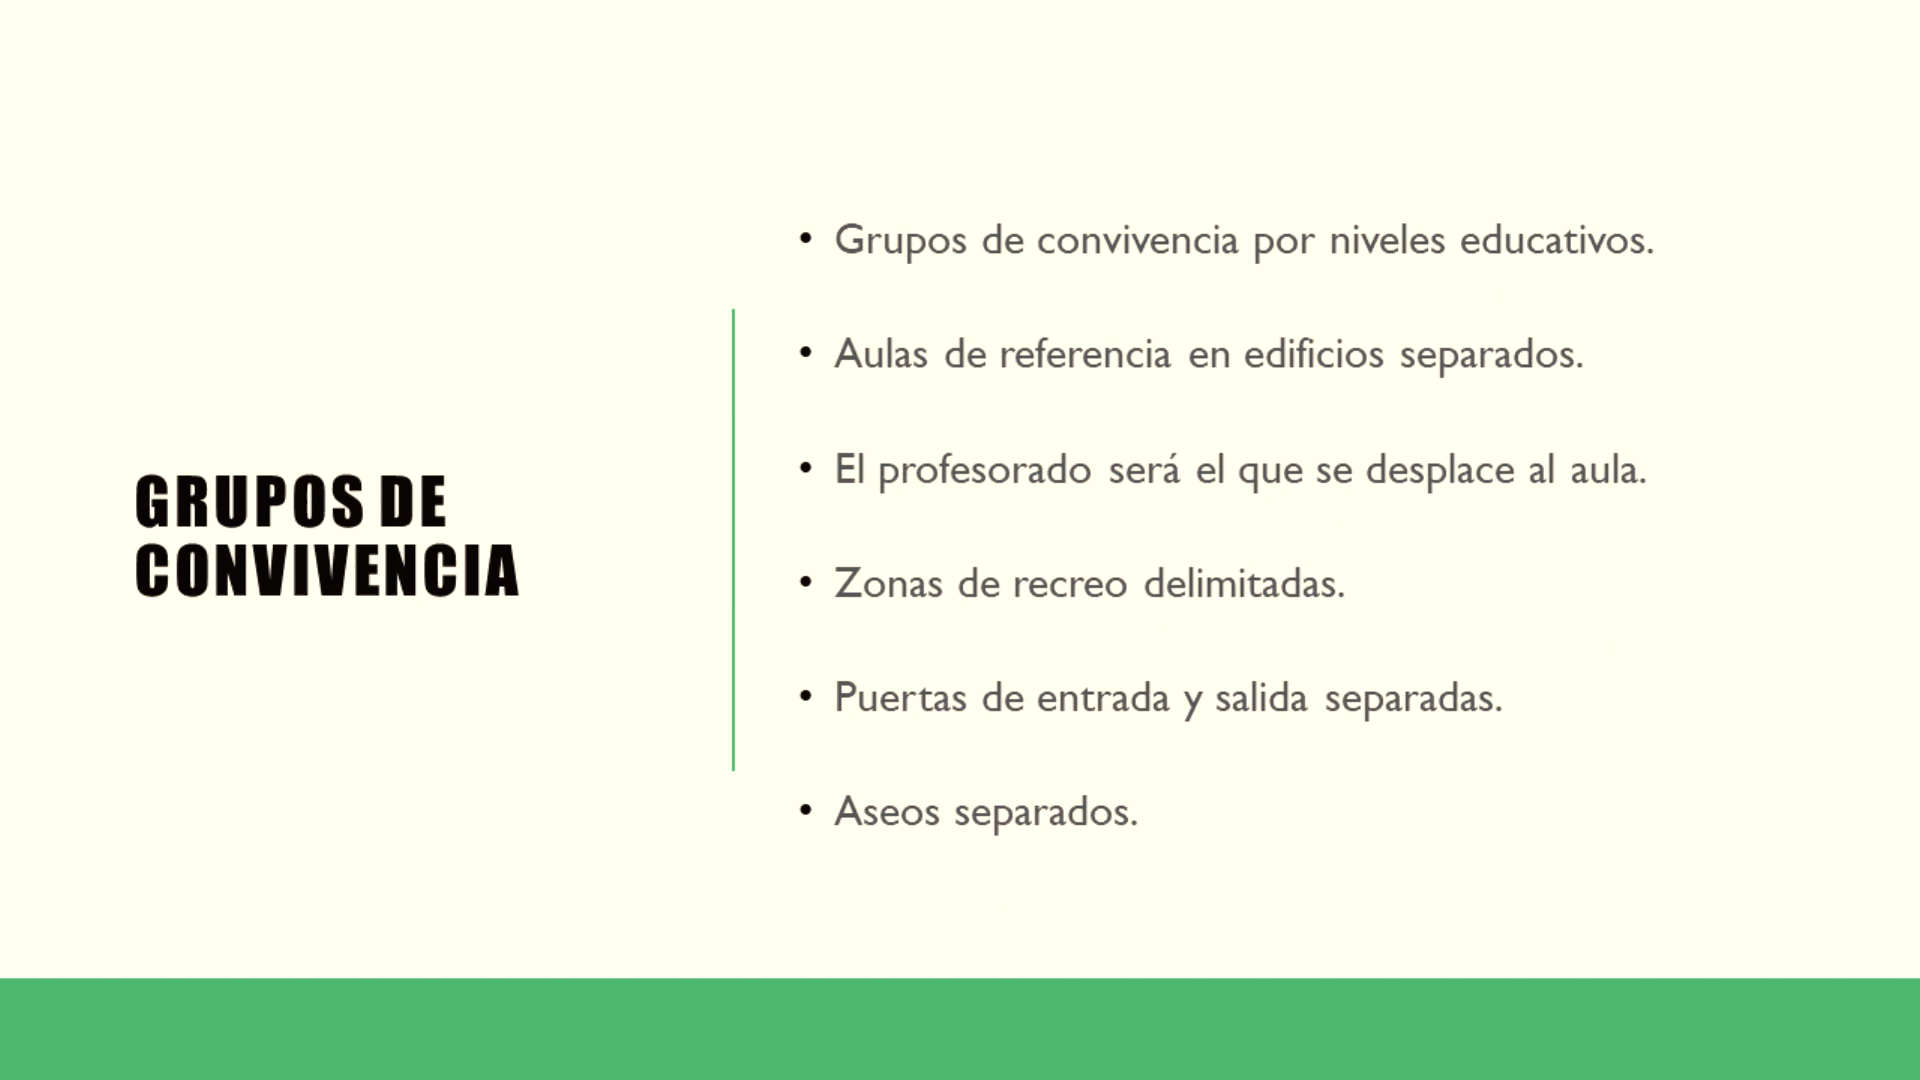 GRUPOS DE
CONVIVENCIA
• Grupos de convivencia por niveles educativos.
• Aulas de referencia en edificios separados.
• El profesorado será el que se desplace al aula.
• Zonas de recreo delimitadas.
• Puertas de entrada y salida separadas.
• Aseos separados.